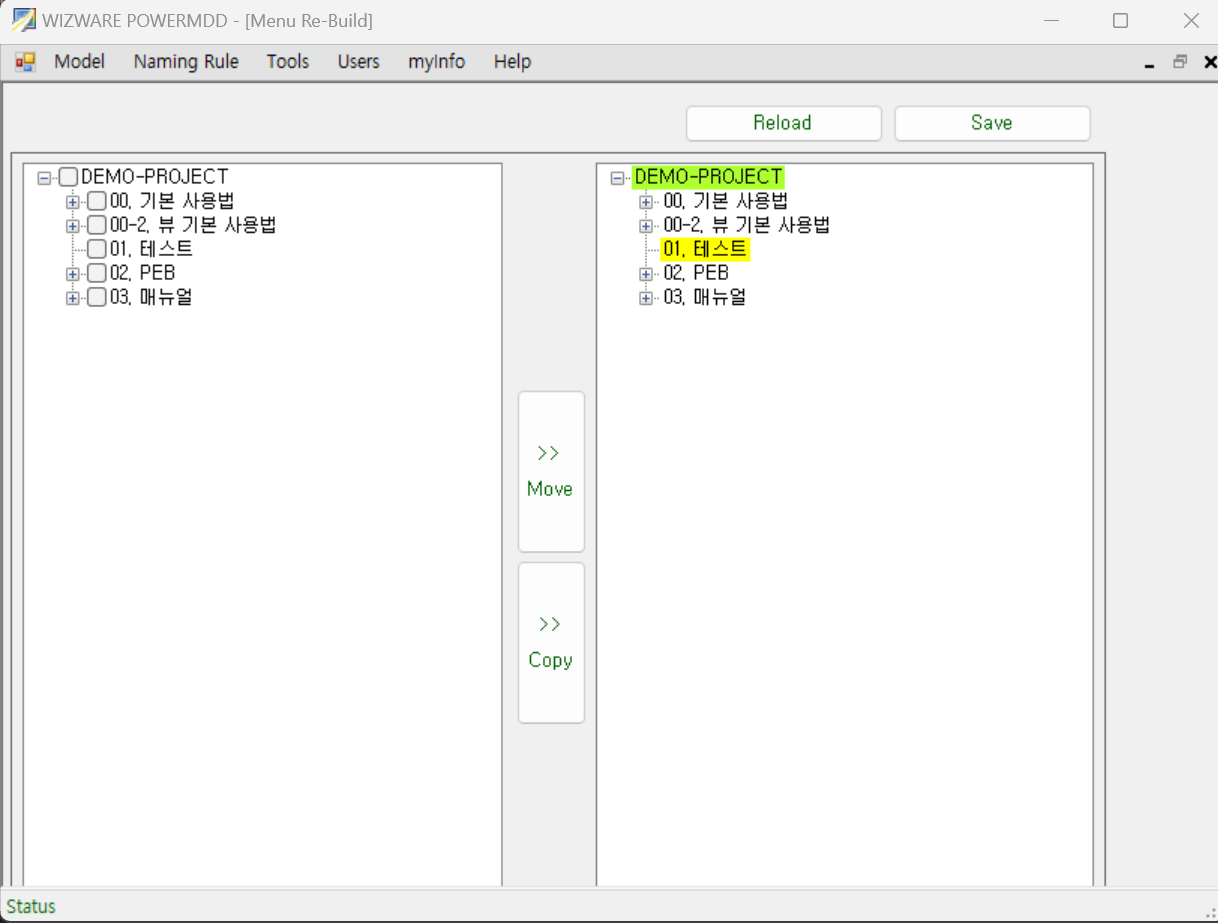 WIZWARE POWERMDD - [Menu Re-Build]
Model Naming Rule Tools Users myInfo Help
Reload Save
DEMO-PROJECT
00. 기본 사용법
00-2. 뷰 기본 사용법
01. 테스트
02. PEB
03. 매뉴얼
>>
Move
>>
Copy
DEMO-PROJECT
00. 기본 사용법
00-2. 뷰 기본 사용법
01. 테스트
02. PEB
03. 매뉴얼
Status